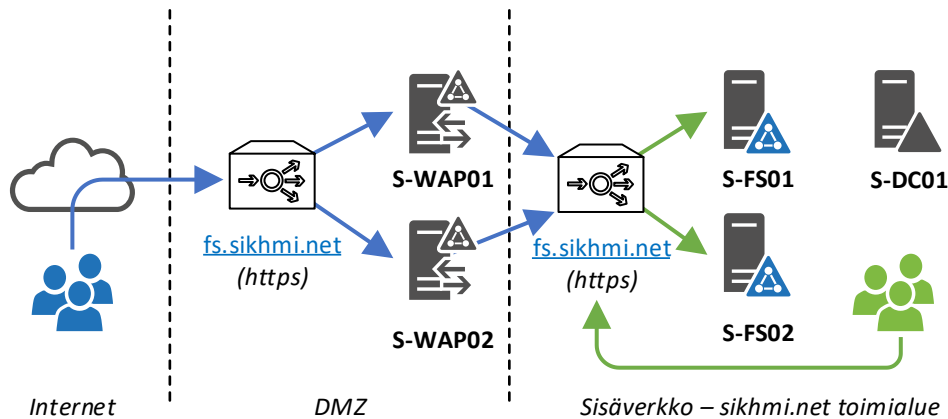 S-WAP01
S-FS01
S-DC01
fs.sikhmi.net
(https)
fs.sikhmi.net
(https)
S-WAP02
S-FS02
Internet
DMZ
Sisäverkko – sikhmi.net toimialue